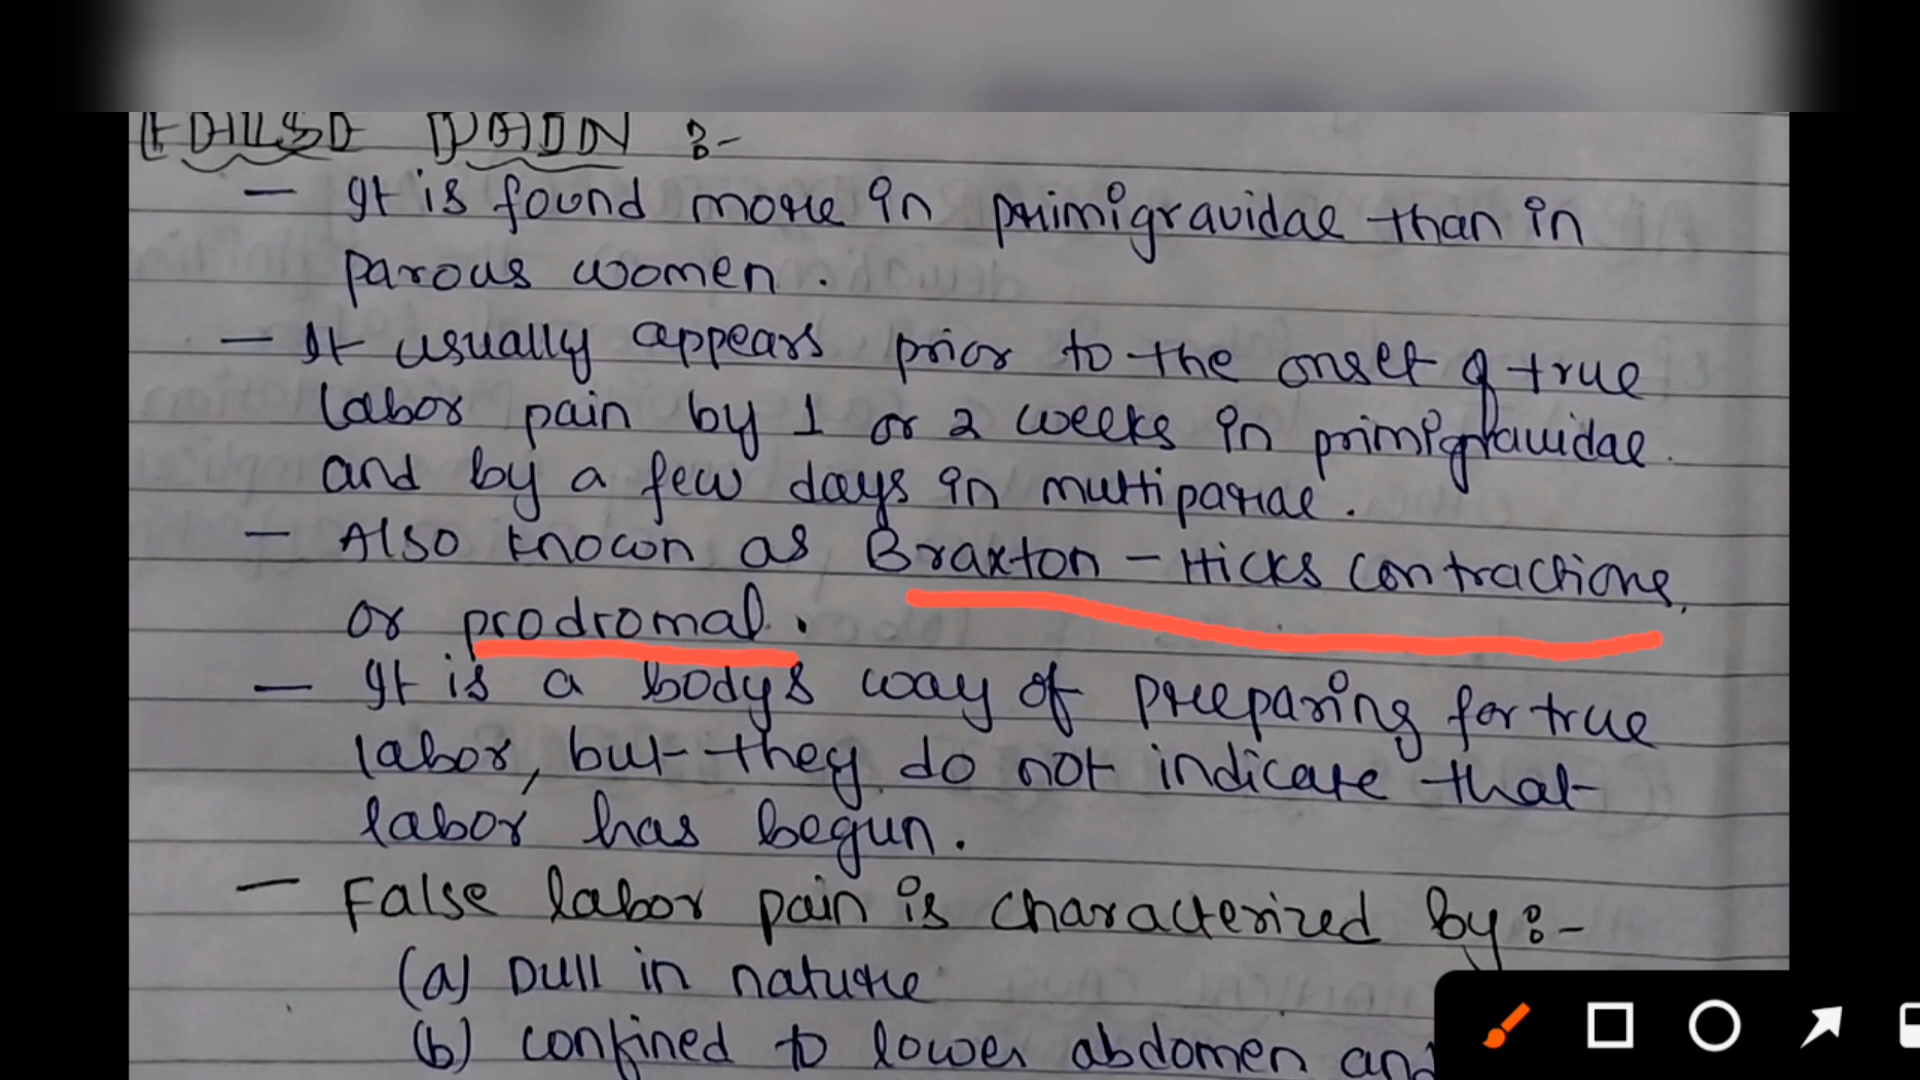 FALSE PAIN :-
— It is found more in primigravidae than in
parous women.
— It usually appears prior to the onset of true
labor pain by 1 or 2 weeks in primigravidae
and by a few days in multiparae.
— Also known as Braxton - Hicks contractions,
or prodromal.
— It is a bodys way of preparing for true
labor, but they do not indicate that
labor has begun.
— False labor pain is characterized by :-
(a) Dull in nature
(b) confined to lower abdomen and